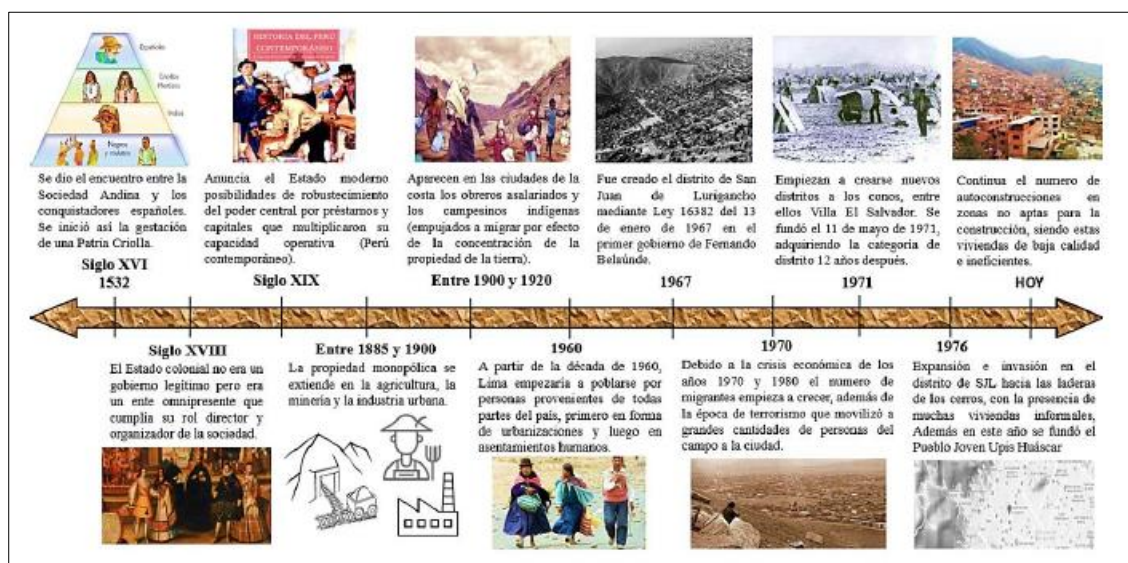 Españoles
Criollos
Mestizos
Indios
Negros
y mulatos
Se dio el encuentro entre la
Sociedad Andina y los
conquistadores españoles.
Se inició así la gestación
de una Patria Criolla.
Siglo XVI
1532
HISTORIA DEL PERÚ
CONTEMPORÁNEO
Anuncia el Estado moderno
posibilidades de robustecimiento
del poder central por préstamos y
capitales que multiplicaron su
capacidad operativa (Perú
contemporáneo).
Siglo XIX
Aparecen en las ciudades de la
costa los obreros asalariados y
los campesinos indígenas
(empujados a migrar por efecto
de la concentración de la
propiedad de la tierra).
Entre 1900 y 1920
Fue creado el distrito de San
Juan de Lurigancho
mediante Ley 16382 del 13
de enero de 1967 en el
primer gobierno de Fernando
Belaúnde.
1967
Empiezan a crearse nuevos
distritos a los conos, entre
ellos Villa El Salvador. Se
fundó el 11 de mayo de 1971,
adquiriendo la categoria de
distrito 12 años después.
1971
Continua el numero de
autoconstrucciones en
zonas no aptas para la
construcción, siendo estas
viviendas de baja calidad
e ineficientes.
HOY
Siglo XVIII
El Estado colonial no era un
gobierno legítimo pero era
un ente omnipresente que
cumplía su rol director y
organizador de la sociedad.
Entre 1885 y 1900
La propiedad monopólica se
extiende en la agricultura, la
minería y la industria urbana.
1960
A partir de la década de 1960,
Lima empezaría a poblarse por
personas provenientes de todas
partes del país, primero en forma
de urbanizaciones y luego en
asentamientos humanos.
1970
Debido a la crisis económica de los
años 1970 y 1980 el numero de
migrantes empieza a crecer, además de
la época de terrorismo que movilizó a
grandes cantidades de personas del
campo a la ciudad.
1976
Expansión e invasión en el
distrito de SJL hacia las laderas
de los cerros, con la presencia de
muchas viviendas informales,
Además en este año se fundó el
Pueblo Joven Upis Huáscar